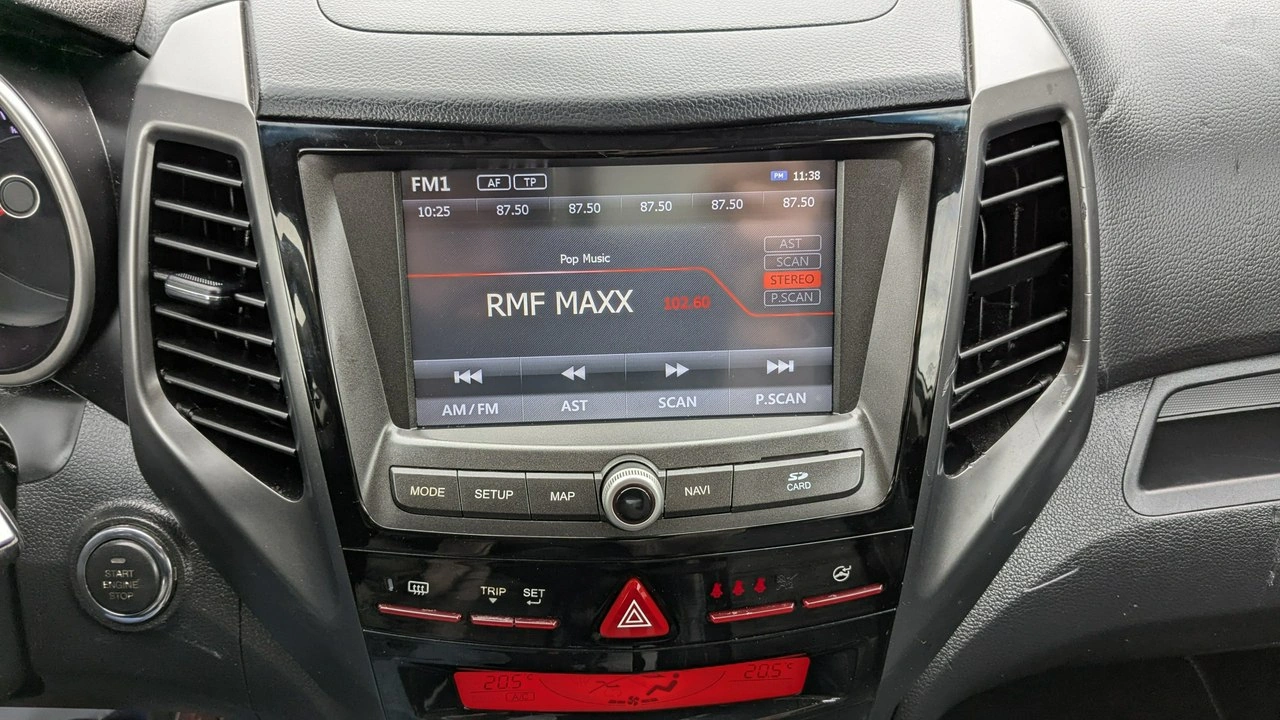 FM1 AF TP PM 11:38
10:25 87.50 87.50 87.50 87.50 87.50
Pop Music
AST
SCAN
STEREO
P.SCAN
RMF MAXX 102.60
AM/FM AST SCAN P.SCAN
MODE SETUP MAP NAVI SD CARD
START
ENGINE
STOP
TRIP SET
20.5°C 20.5°C
A/C